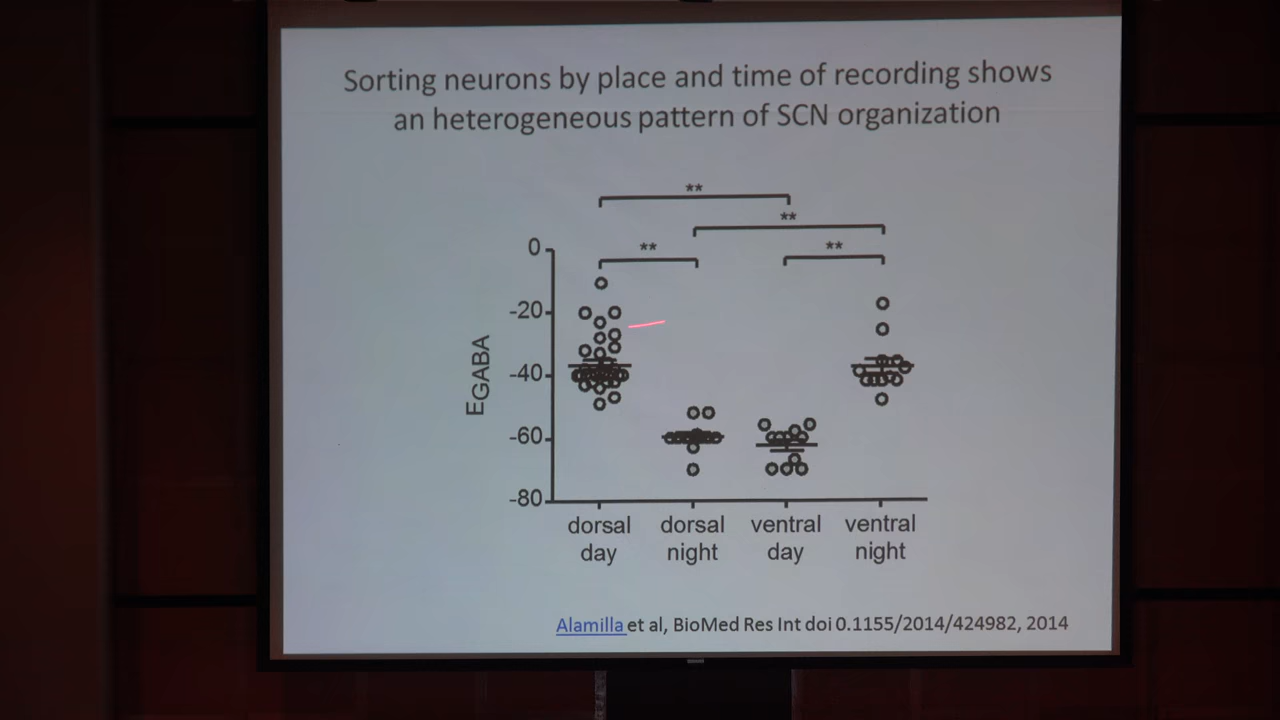 Sorting neurons by place and time of recording shows
an heterogeneous pattern of SCN organization
**
**
** **
0
-20
-40
-60
-80
EGABA
dorsal day
dorsal night
ventral day
ventral night
Alamilla et al, BioMed Res Int doi 0.1155/2014/424982, 2014